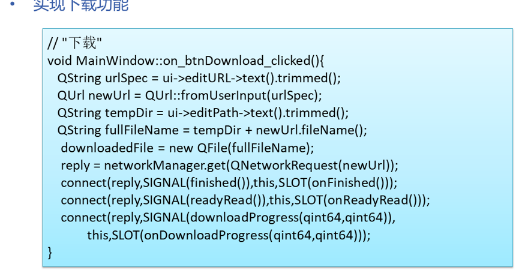 • 实现下载功能
// "下载"
void MainWindow::on_btnDownload_clicked(){
QString urlSpec = ui->editURL->text().trimmed();
QUrl newUrl = QUrl::fromUserInput(urlSpec);
QString tempDir = ui->editPath->text().trimmed();
QString fullFileName = tempDir + newUrl.fileName();
downloadedFile = new QFile(fullFileName);
reply = networkManager.get(QNetworkRequest(newUrl));
connect(reply,SIGNAL(finished()),this,SLOT(onFinished()));
connect(reply,SIGNAL(readyRead()),this,SLOT(onReadyRead()));
connect(reply,SIGNAL(downloadProgress(qint64,qint64)),
this,SLOT(onDownloadProgress(qint64,qint64)));
}